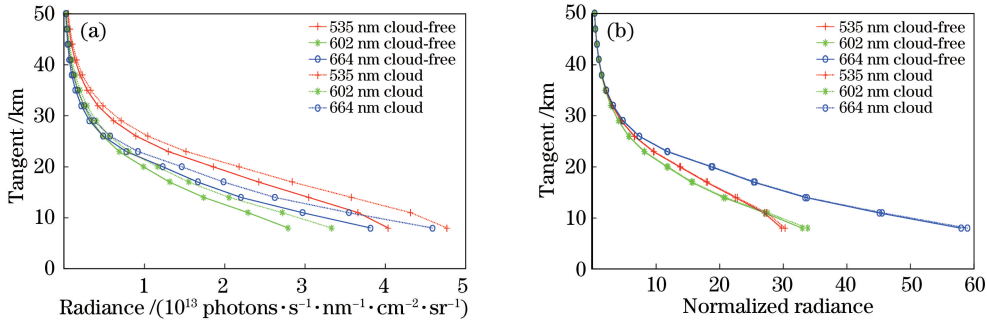 (a)
535 nm cloud-free
602 nm cloud-free
664 nm cloud-free
535 nm cloud
602 nm cloud
664 nm cloud
50
40
30
20
10
0
Tangent /km
1
2
3
4
5
Radiance /(10¹³ photons·s⁻¹·nm⁻¹·cm⁻²·sr⁻¹)
(b)
535 nm cloud-free
602 nm cloud-free
664 nm cloud-free
535 nm cloud
602 nm cloud
664 nm cloud
50
40
30
20
10
0
Tangent /km
10
20
30
40
50
60
Normalized radiance